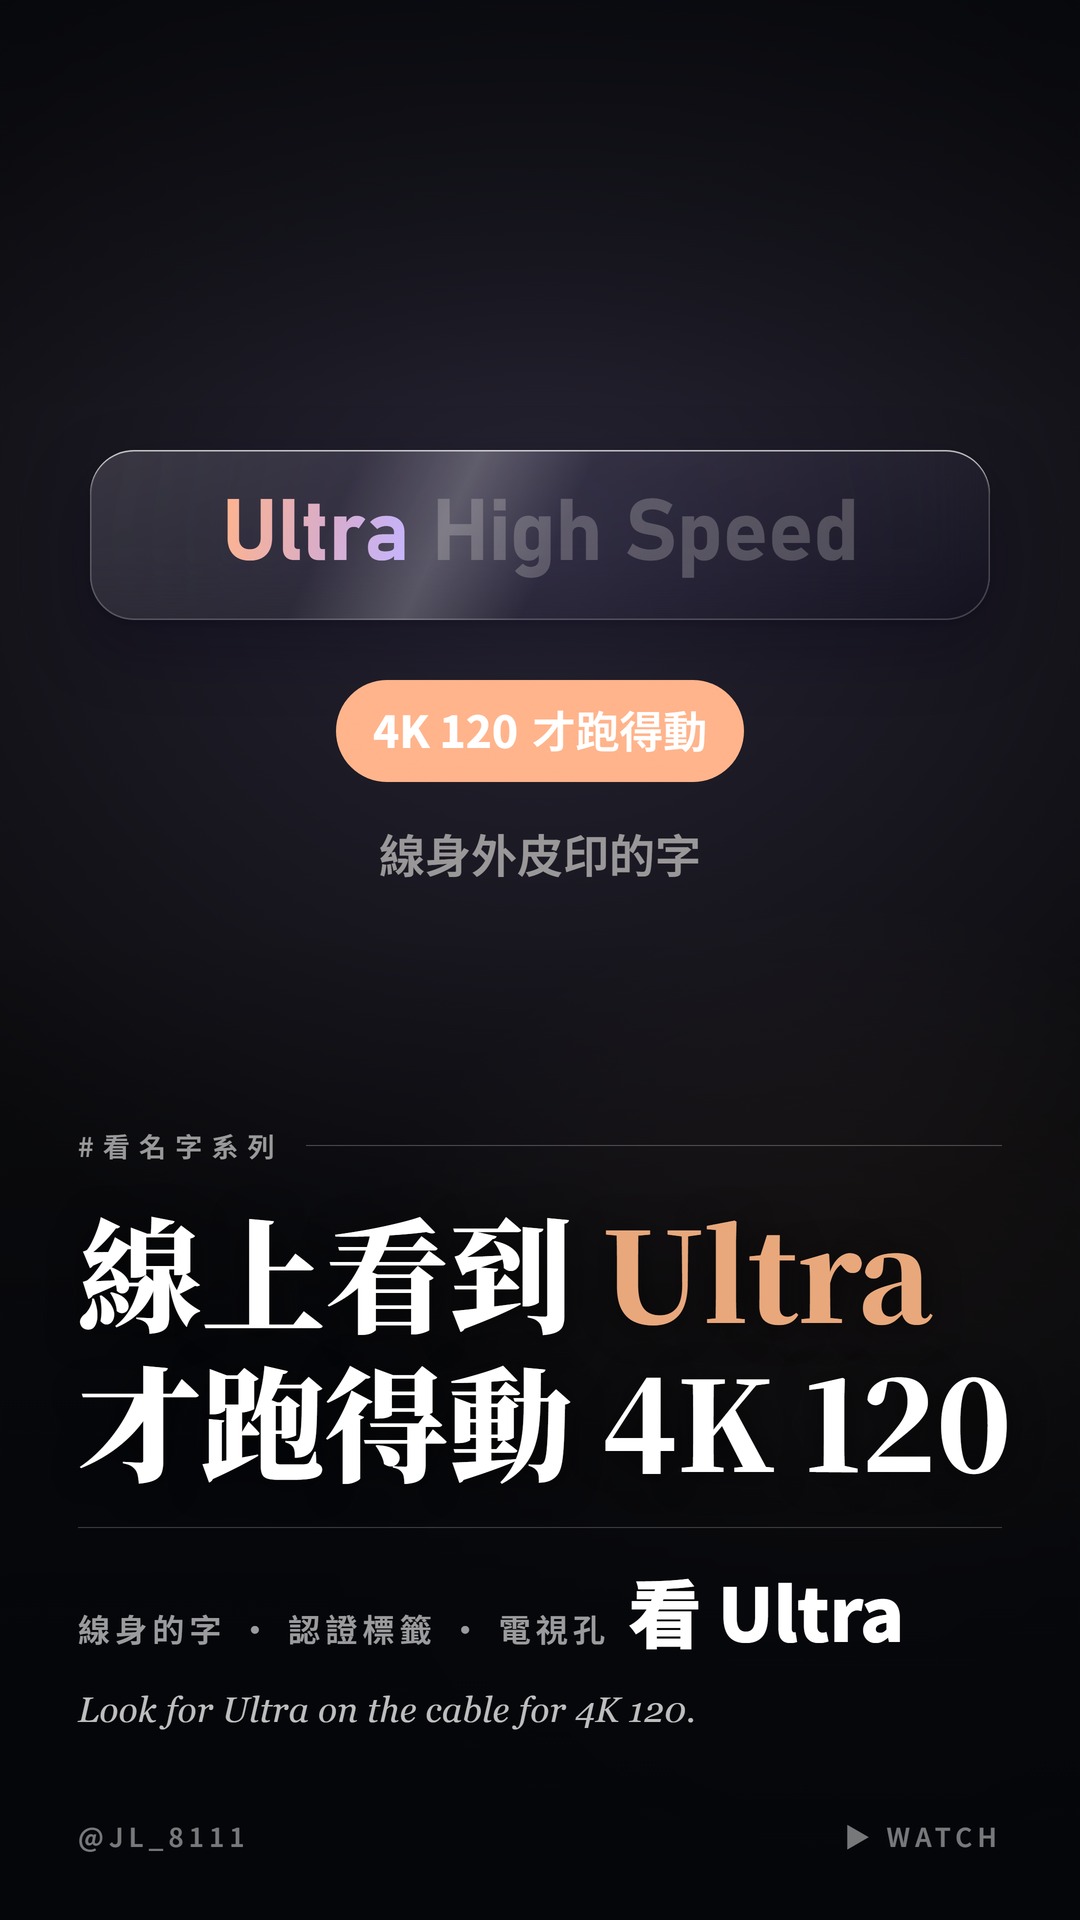 Ultra High Speed
4K 120 才跑得動
線身外皮印的字
#看名字系列
線上看到 Ultra
才跑得動 4K 120
線身的字 • 認證標籤 • 電視孔 看 Ultra
Look for Ultra on the cable for 4K 120.
@JL_8111
▶ WATCH